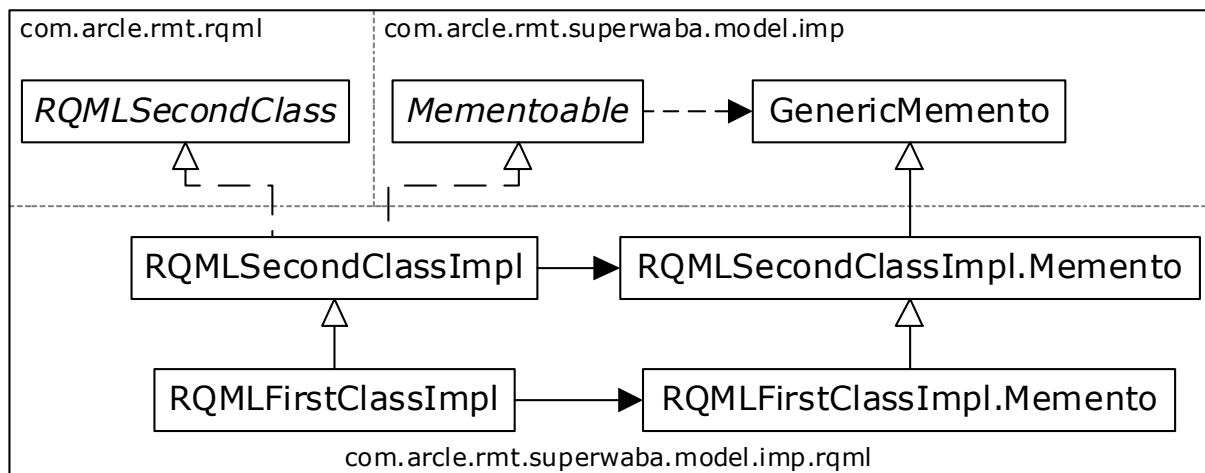 com.arcle.rmt.rqml
com.arcle.rmt.superwaba.model.imp
RQMLSecondClass
Mementoable
GenericMemento
RQMLSecondClassImpl
RQMLSecondClassImpl.Memento
RQMLFirstClassImpl
RQMLFirstClassImpl.Memento
com.arcle.rmt.superwaba.model.imp.rqml